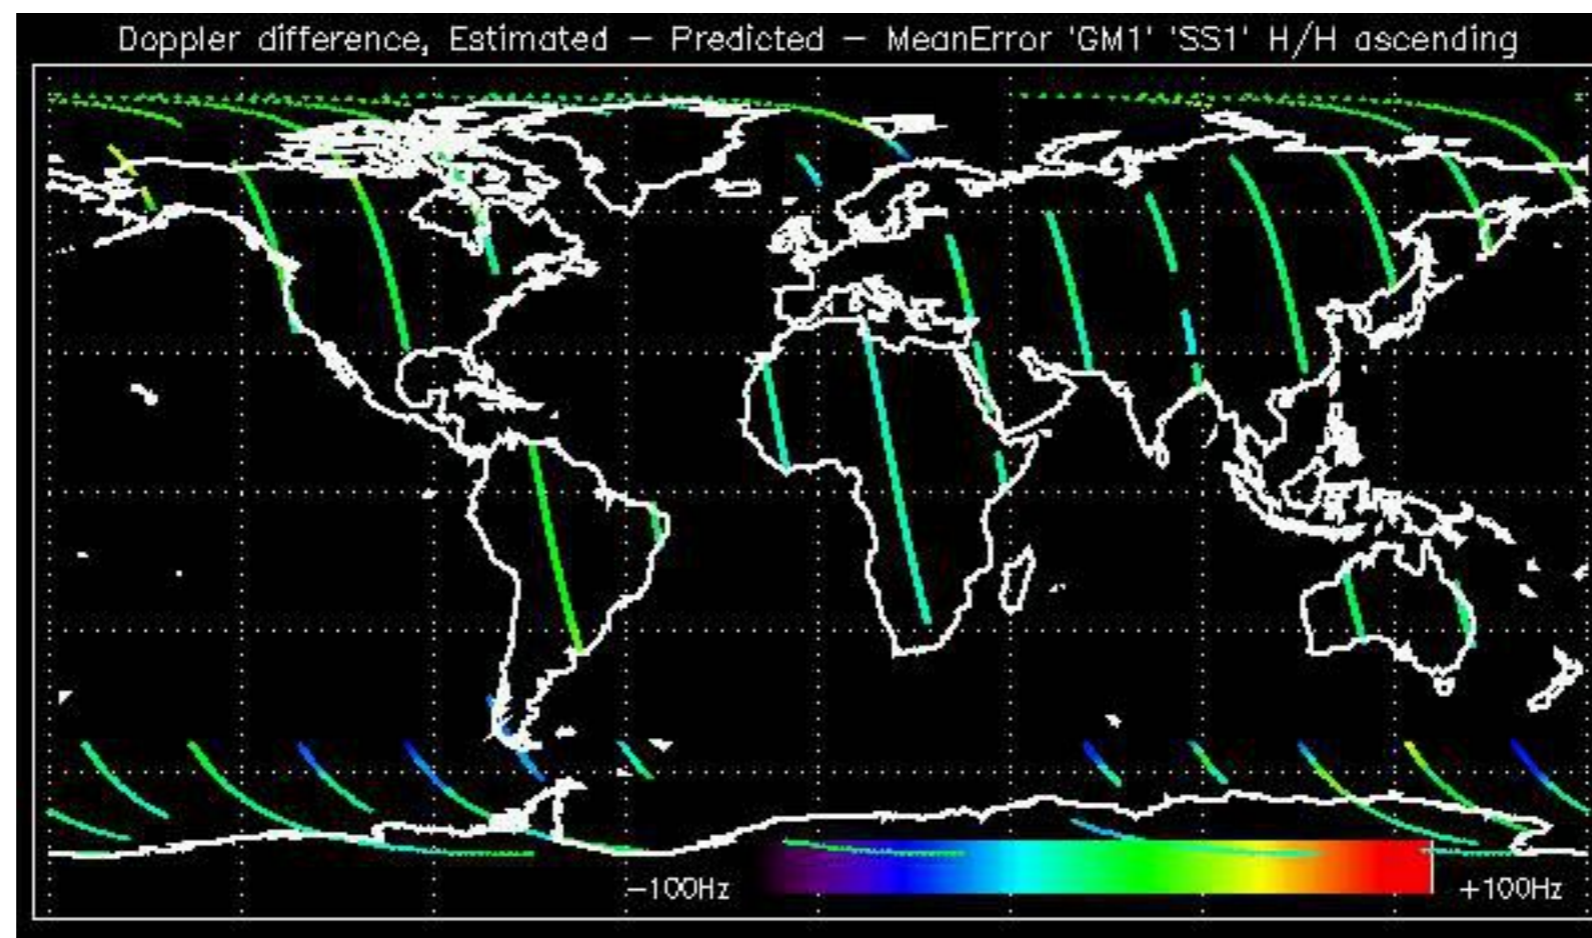 Doppler difference, Estimated – Predicted – MeanError 'GM1' 'SS1' H/H ascending
–100Hz
+100Hz